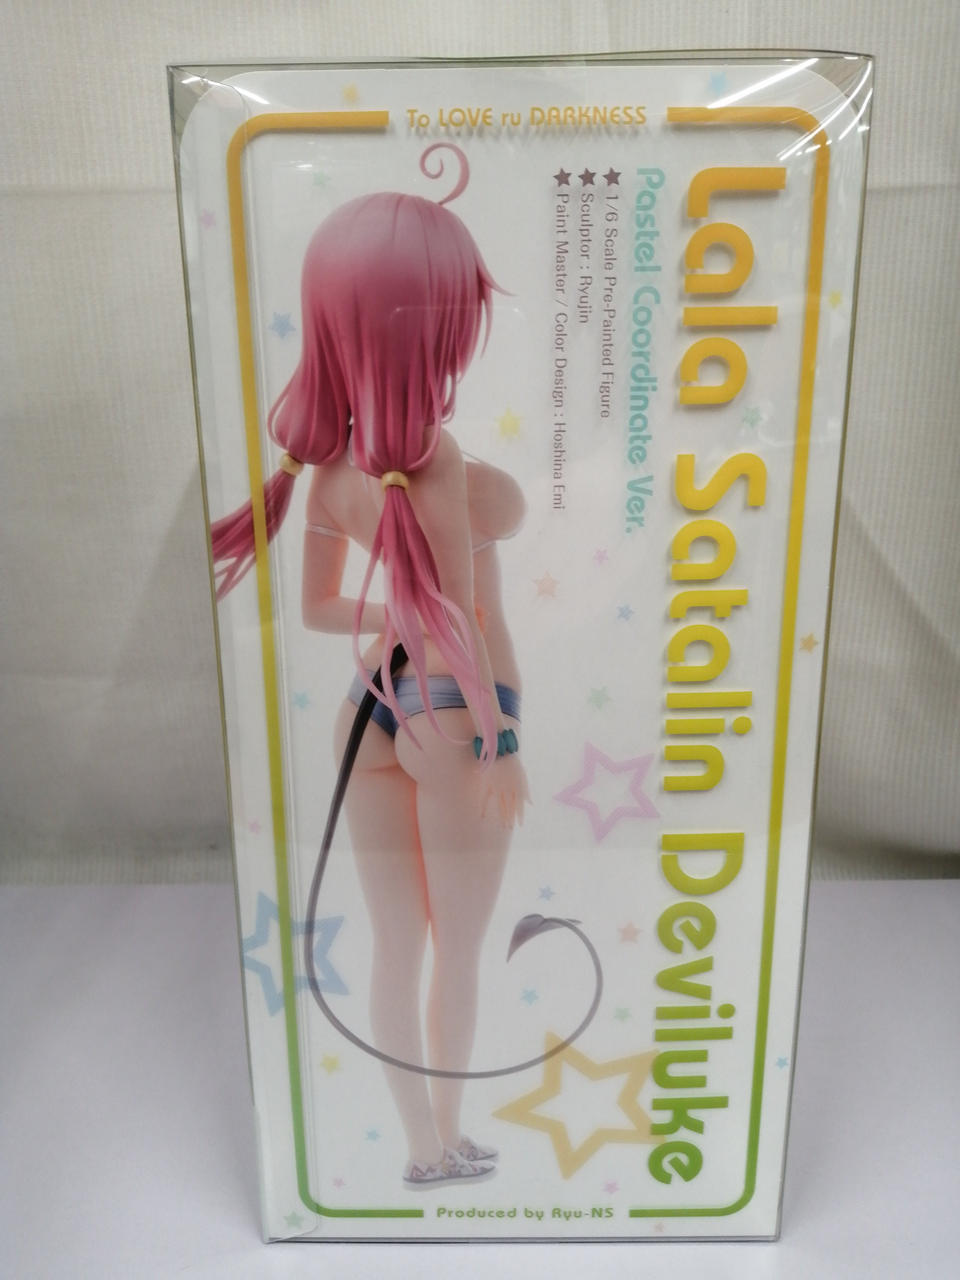 To LOVE ru DARKNESS
Lala Satalin Deviluke
Pastel Coordinate Ver.
★ 1/6 Scale Pre-Painted Figure
★ Sculptor : Ryujin
★ Paint Master / Color Design : Hoshina Emi
Produced by Ryu-NS